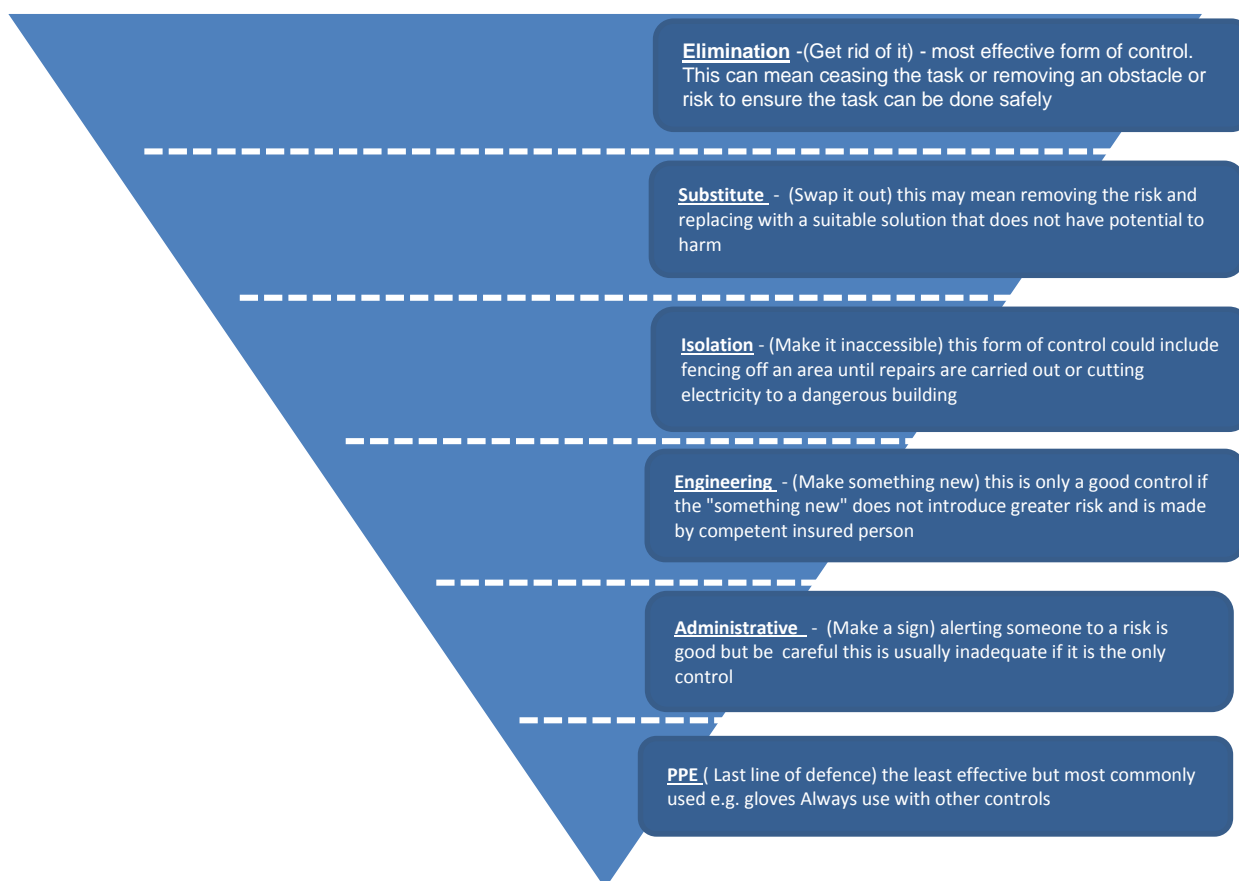 Elimination -(Get rid of it) - most effective form of control.
This can mean ceasing the task or removing an obstacle or
risk to ensure the task can be done safely
Substitute - (Swap it out) this may mean removing the risk and
replacing with a suitable solution that does not have potential to
harm
Isolation - (Make it inaccessible) this form of control could include
fencing off an area until repairs are carried out or cutting
electricity to a dangerous building
Engineering - (Make something new) this is only a good control if
the "something new" does not introduce greater risk and is made
by competent insured person
Administrative - (Make a sign) alerting someone to a risk is
good but be careful this is usually inadequate if it is the only
control
PPE ( Last line of defence) the least effective but most commonly
used e.g. gloves Always use with other controls